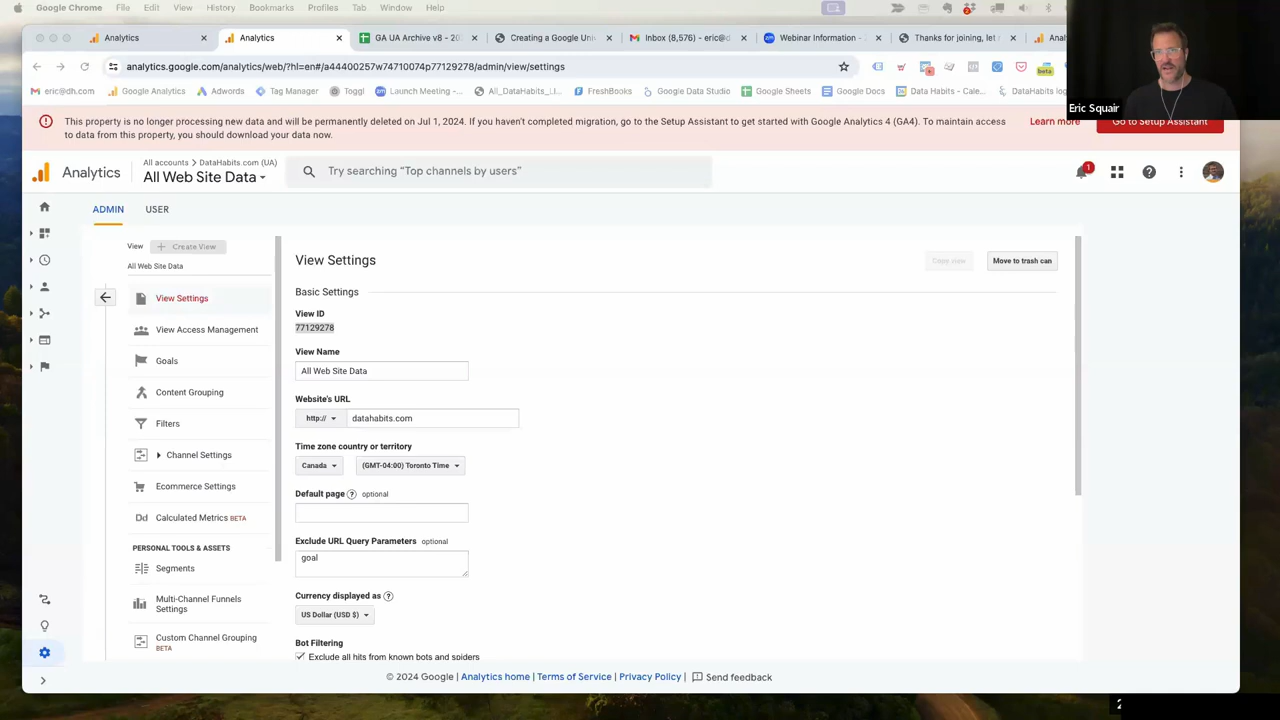 Google Chrome File Edit View History Bookmarks Profiles Tab Window Help
2
Analytics
Analytics
GA UA Archive v8 – 202
Creating a Google Uni
Inbox (8,576) - eric@d
Webinar Information -
Thanks for joining, let
Analytics
analytics.google.com/analytics/web/?hl=en#/a44400257w74710074p77129278/admin/view/settings
beta
eric@dh.com Google Analytics Adwords Tag Manager Toggl Launch Meeting -... All_DataHabits_LI... FreshBooks Google Docs Google Sheets Data Habits - Cale... DataHabits log
Eric Squair
This property is no longer processing new data and will be permanently deleted on Jul 1, 2024. If you haven't completed migration, go to the Setup Assistant to get started with Google Analytics 4 (GA4). To maintain access
to data from this property, you should download your data now.
Learn more
Go to Setup Assistant
Analytics
All accounts > DataHabits.com (UA)
All Web Site Data
Try searching “Top channels by users”
1
ADMIN USER
View
+ Create View
All Web Site Data
View Settings
View Access Management
Goals
Content Grouping
Filters
Channel Settings
Ecommerce Settings
Dd Calculated Metrics BETA
PERSONAL TOOLS & ASSETS
Segments
Multi-Channel Funnels
Settings
Custom Channel Grouping
BETA
View Settings
Copy view
Move to trash can
Basic Settings
View ID
77129278
View Name
All Web Site Data
Website's URL
http:// datahabits.com
Time zone country or territory
Canada (GMT-04:00) Toronto Time
Default page ? optional
Exclude URL Query Parameters optional
goal
Currency displayed as ?
US Dollar (USD $)
Bot Filtering
Exclude all hits from known bots and spiders
© 2024 Google | Analytics home | Terms of Service | Privacy Policy | Send feedback